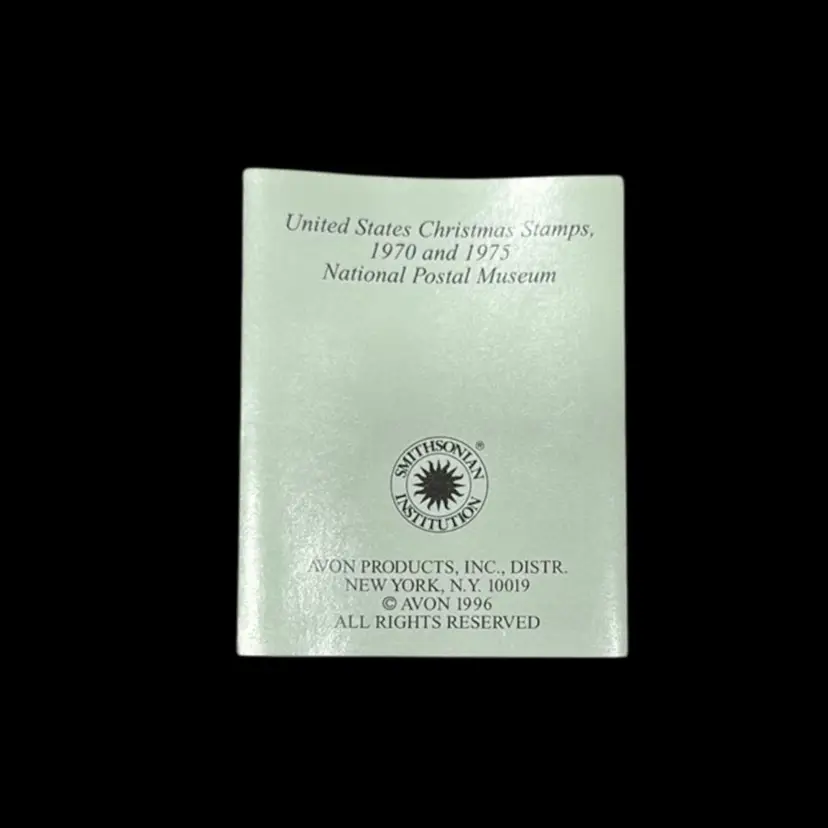 United States Christmas Stamps,
1970 and 1975
National Postal Museum
SMITHSONIAN ®
INSTITUTION
AVON PRODUCTS, INC., DISTR.
NEW YORK, N.Y. 10019
© AVON 1996
ALL RIGHTS RESERVED